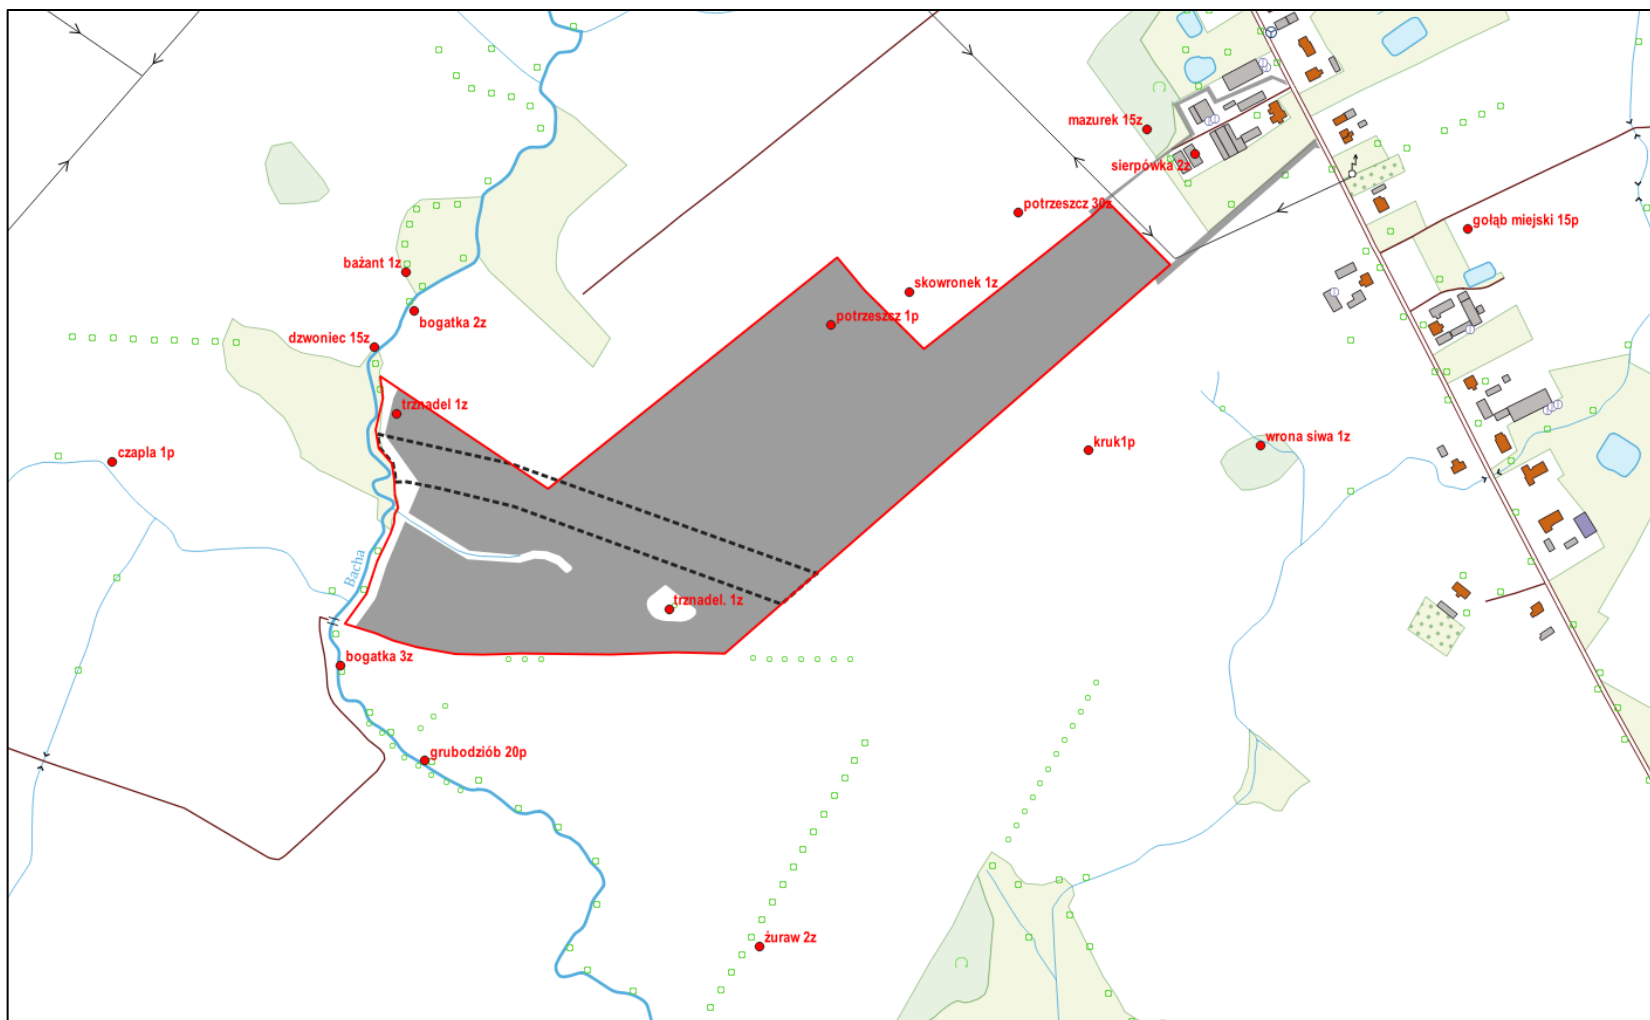 mazurek 15z
sierpówka 2z
potrzeszcz 30z
gołąb miejski 15p
bażant 1z
skowronek 1z
bogatka 2z
potrzeszcz 1p
dzwoniec 15z
trznadel 1z
kruk1p
wrona siwa 1z
czapla 1p
Bacha
trznadel. 1z
bogatka 3z
grubodziób 20p
żuraw 2z